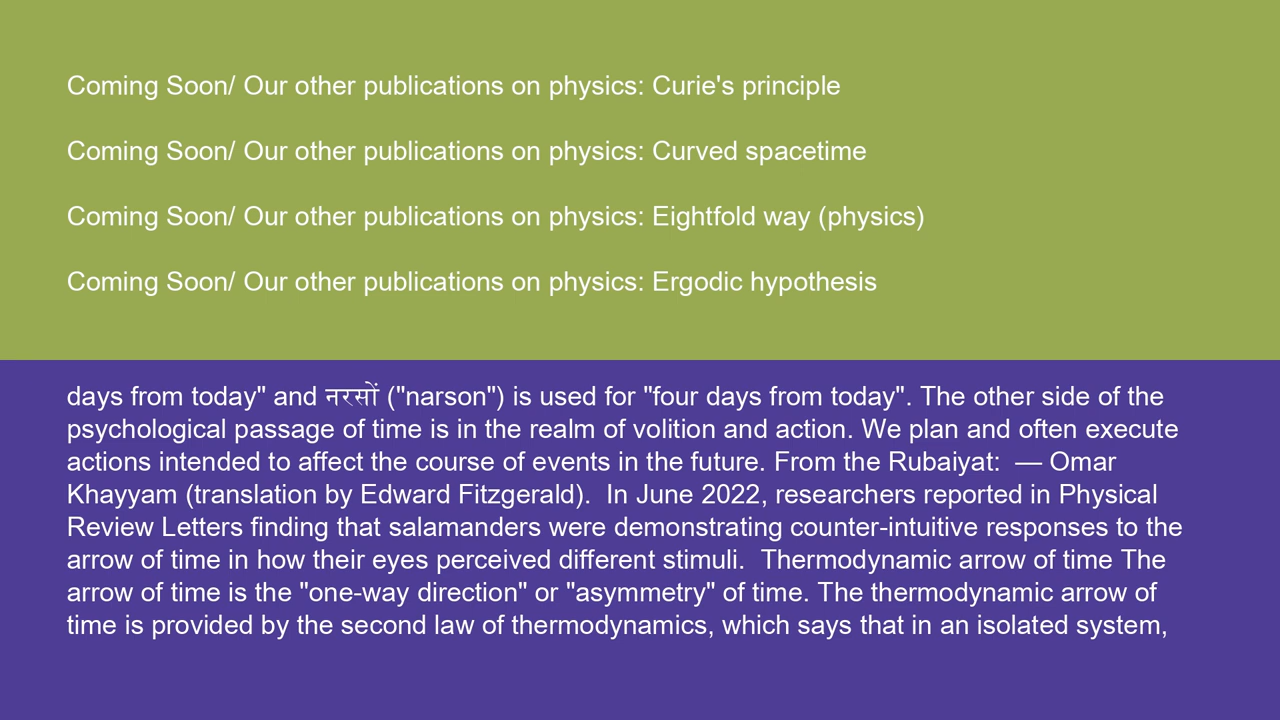 Coming Soon/ Our other publications on physics: Curie's principle
Coming Soon/ Our other publications on physics: Curved spacetime
Coming Soon/ Our other publications on physics: Eightfold way (physics)
Coming Soon/ Our other publications on physics: Ergodic hypothesis
days from today" and नरसों ("narson") is used for "four days from today". The other side of the
psychological passage of time is in the realm of volition and action. We plan and often execute
actions intended to affect the course of events in the future. From the Rubaiyat:  — Omar
Khayyam (translation by Edward Fitzgerald).  In June 2022, researchers reported in Physical
Review Letters finding that salamanders were demonstrating counter-intuitive responses to the
arrow of time in how their eyes perceived different stimuli.  Thermodynamic arrow of time The
arrow of time is the "one-way direction" or "asymmetry" of time. The thermodynamic arrow of
time is provided by the second law of thermodynamics, which says that in an isolated system,